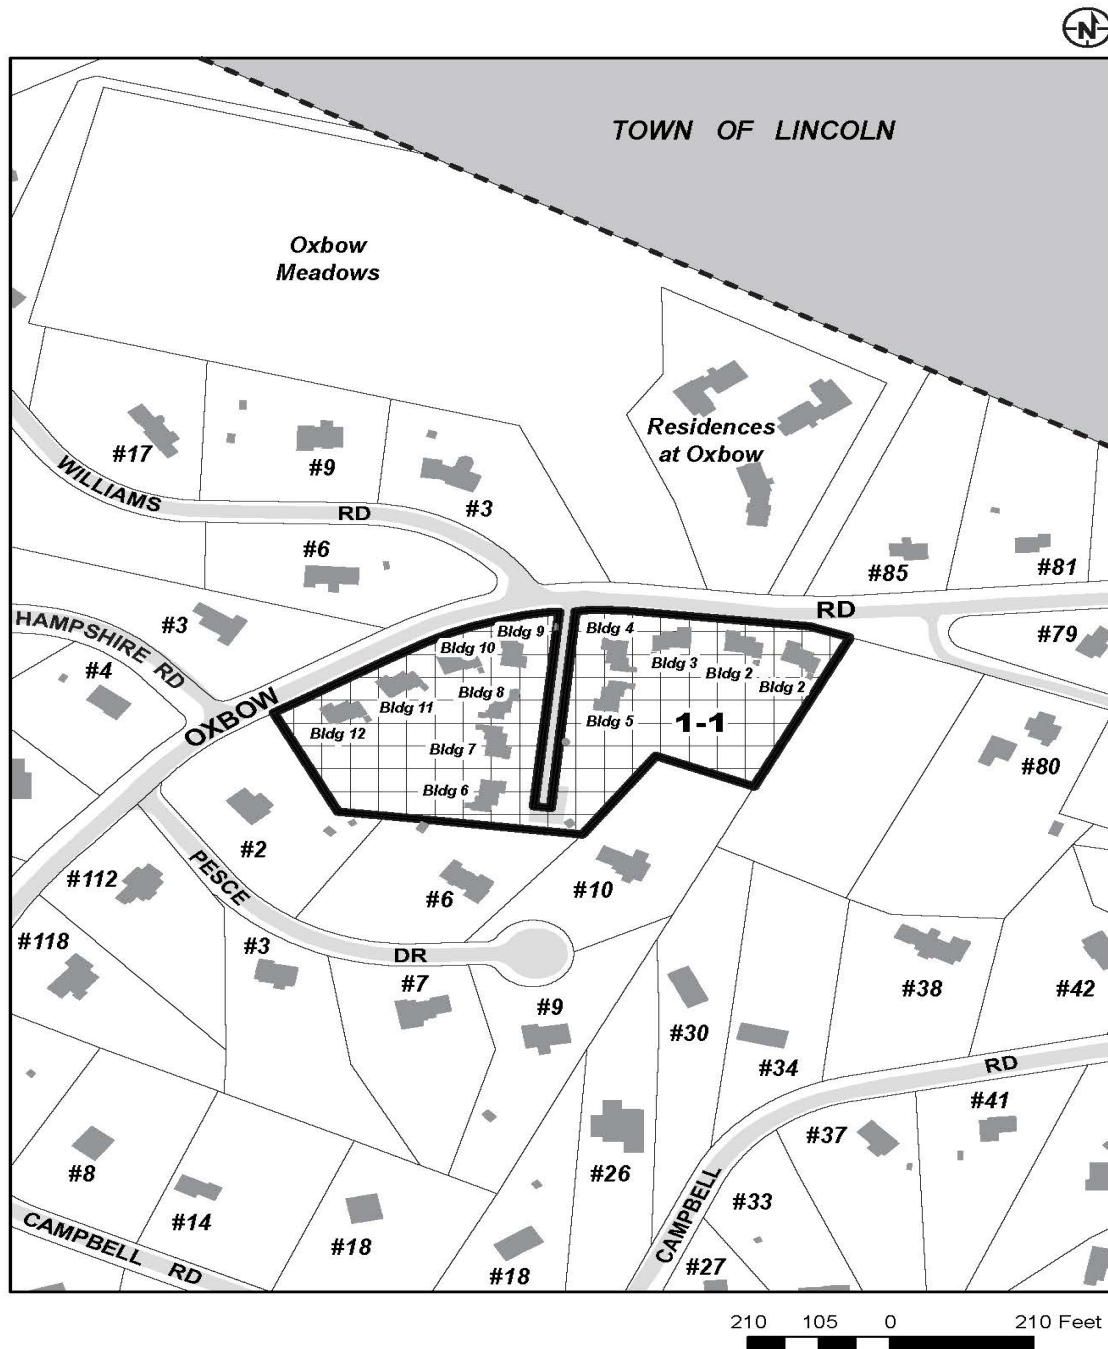 N
TOWN OF LINCOLN
Oxbow
Meadows
Residences
at Oxbow
#17
#9
#3
WILLIAMS
RD
#6
#85
#81
#3
HAMPSHIRE RD
#4
OXBOW
RD
#79
Bldg 9
Bldg 4
Bldg 10
Bldg 3
Bldg 2
Bldg 2
Bldg 8
Bldg 11
Bldg 5
1-1
Bldg 12
Bldg 7
Bldg 6
#80
#2
#112
PESCE
#6
#10
#118
#3
DR
#7
#9
#38
#42
#30
#34
RD
#41
#37
#8
#26
#14
#33
CAMPBELL
CAMPBELL RD
#18
#18
#27
210 105 0 210 Feet